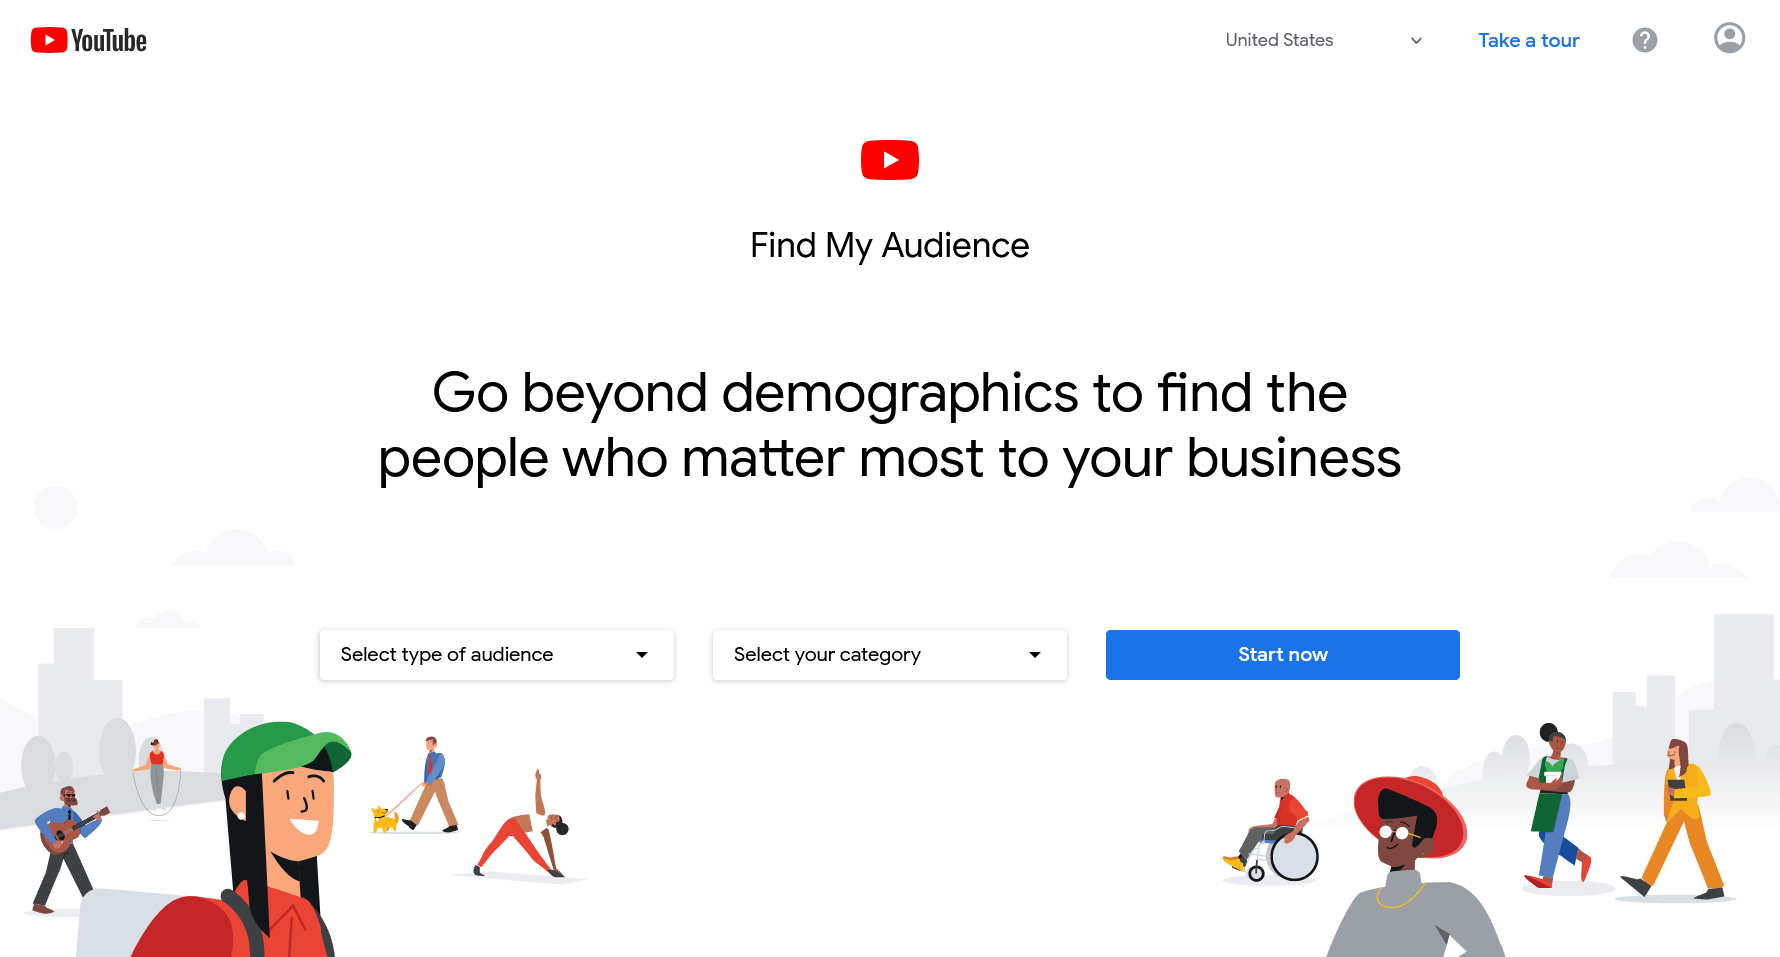 YouTube
United States
Take a tour
Find My Audience
Go beyond demographics to find the
people who matter most to your business
Select type of audience
Select your category
Start now